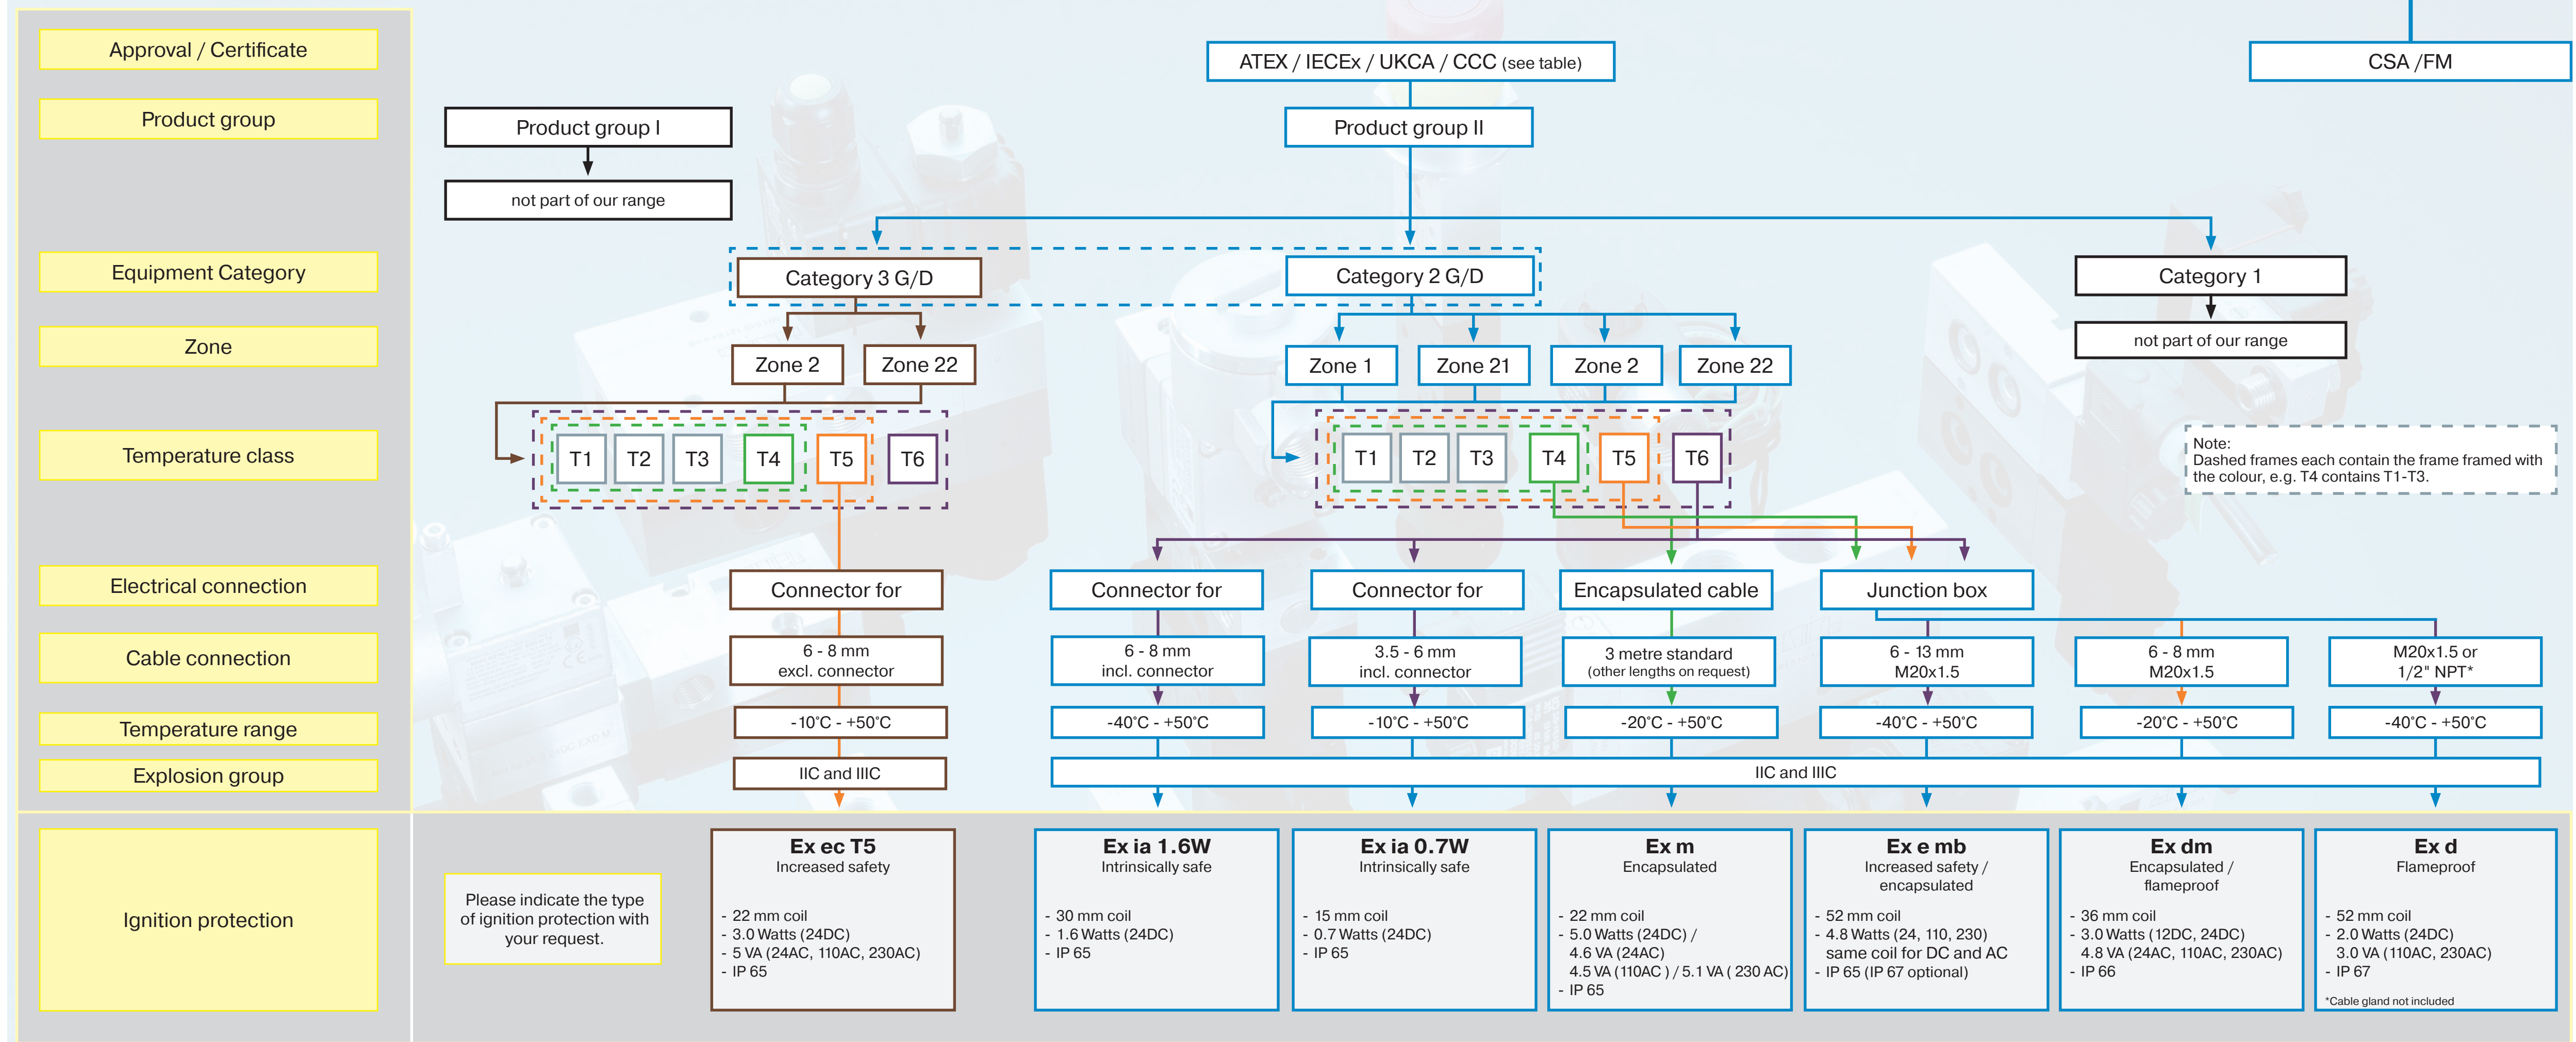 Approval / Certificate
ATEX / IECEx / UKCA / CCC (see table)
CSA /FM
Product group
Product group I
Product group II
not part of our range
Equipment Category
Category 3 G/D
Category 2 G/D
Category 1
Zone
Zone 2
Zone 22
Zone 1
Zone 21
Zone 2
Zone 22
not part of our range
Temperature class
T1
T2
T3
T4
T5
T6
T1
T2
T3
T4
T5
T6
Note:
Dashed frames each contain the frame framed with
the colour, e.g. T4 contains T1-T3.
Electrical connection
Connector for
Connector for
Connector for
Encapsulated cable
Junction box
Cable connection
6 - 8 mm
excl. connector
6 - 8 mm
incl. connector
3.5 - 6 mm
incl. connector
3 metre standard
(other lengths on request)
6 - 13 mm
M20x1.5
6 - 8 mm
M20x1.5
M20x1.5 or
1/2" NPT*
Temperature range
-10°C - +50°C
-40°C - +50°C
-10°C - +50°C
-20°C - +50°C
-40°C - +50°C
-20°C - +50°C
-40°C - +50°C
Explosion group
IIC and IIIC
IIC and IIIC
Ignition protection
Please indicate the type
of ignition protection with
your request.
Ex ec T5
Increased safety
- 22 mm coil
- 3.0 Watts (24DC)
- 5 VA (24AC, 110AC, 230AC)
- IP 65
Ex ia 1.6W
Intrinsically safe
- 30 mm coil
- 1.6 Watts (24DC)
- IP 65
Ex ia 0.7W
Intrinsically safe
- 15 mm coil
- 0.7 Watts (24DC)
- IP 65
Ex m
Encapsulated
- 22 mm coil
- 5.0 Watts (24DC) /
4.6 VA (24AC)
4.5 VA (110AC ) / 5.1 VA ( 230 AC)
- IP 65
Ex e mb
Increased safety /
encapsulated
- 52 mm coil
- 4.8 Watts (24, 110, 230)
same coil for DC and AC
- IP 65 (IP 67 optional)
Ex dm
Encapsulated /
flameproof
- 36 mm coil
- 3.0 Watts (12DC, 24DC)
4.8 VA (24AC, 110AC, 230AC)
- IP 66
Ex d
Flameproof
- 52 mm coil
- 2.0 Watts (24DC)
3.0 VA (110AC, 230AC)
- IP 67
*Cable gland not included